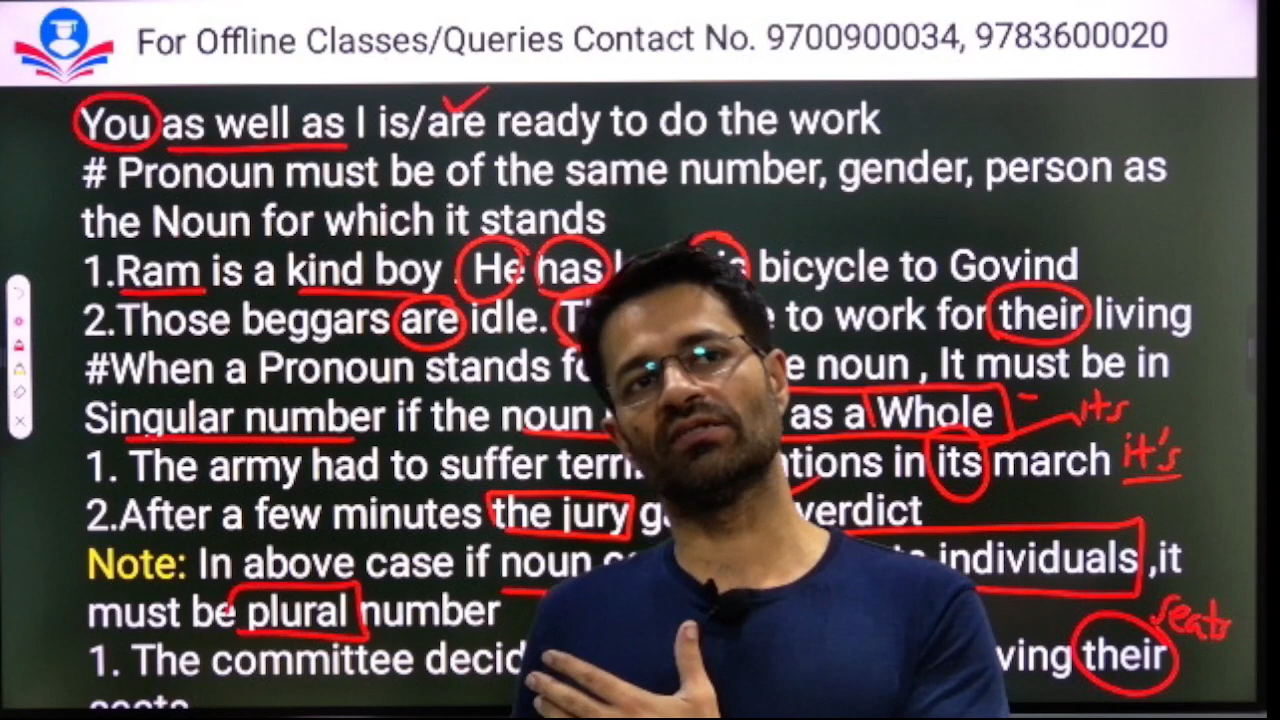 For Offline Classes/Queries Contact No. 9700900034, 9783600020
You as well as I is/are ready to do the work
# Pronoun must be of the same number, gender, person as
the Noun for which it stands
1.Ram is a kind boy . He has bicycle to Govind
2.Those beggars are idle. to work for their living
#When a Pronoun stands noun , It must be in
Singular number if the noun as a Whole
its
1. The army had to suffer in its march it's
2.After a few minutes the jury verdict
Note: In above case if noun individuals ,it
must be plural number
seats
1. The committee their
seats